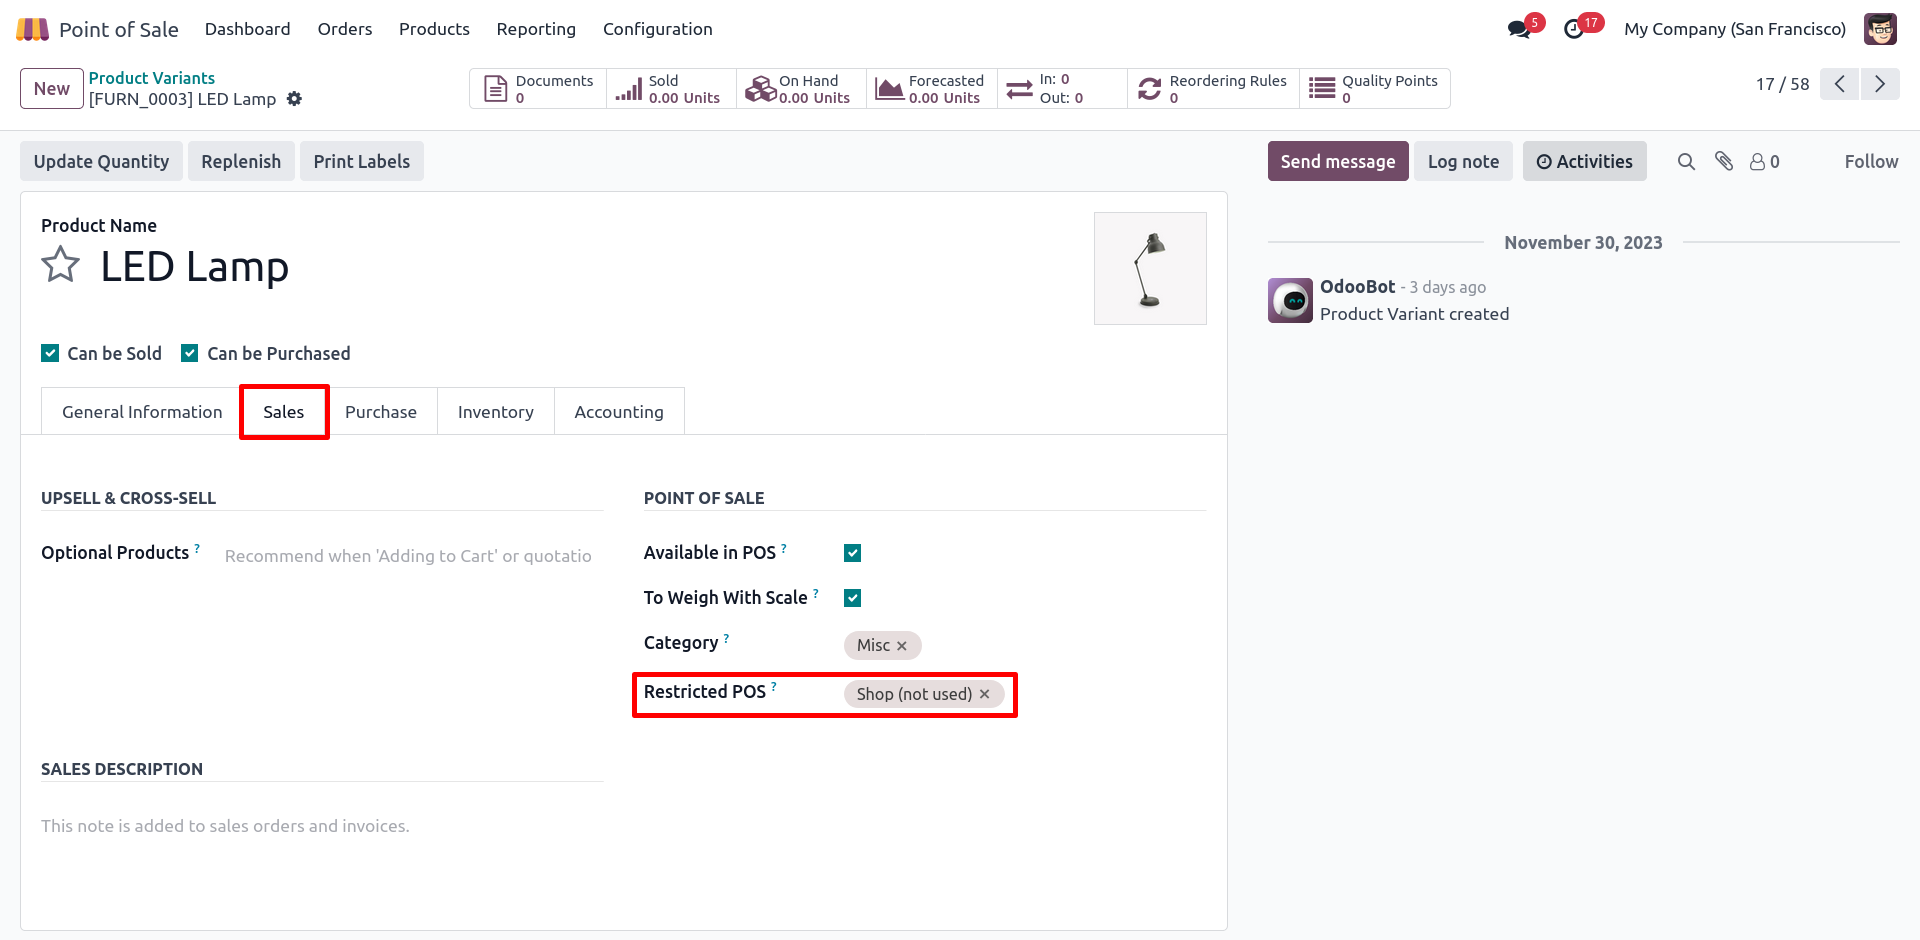 Point of Sale Dashboard Orders Products Reporting Configuration 5 17 My Company (San Francisco)
New Product Variants
[FURN_0003] LED Lamp
Documents
0
Sold
0.00 Units
On Hand
0.00 Units
Forecasted
0.00 Units
In: 0
Out: 0
Reordering Rules
0
Quality Points
0
17 / 58
Update Quantity Replenish Print Labels
Send message Log note Activities 0 Follow
Product Name
LED Lamp
Can be Sold Can be Purchased
General Information Sales Purchase Inventory Accounting
UPSELL & CROSS-SELL
Optional Products ? Recommend when 'Adding to Cart' or quotatio
POINT OF SALE
Available in POS ?
To Weigh With Scale ?
Category ? Misc ×
Restricted POS ? Shop (not used) ×
SALES DESCRIPTION
This note is added to sales orders and invoices.
November 30, 2023
OdooBot - 3 days ago
Product Variant created